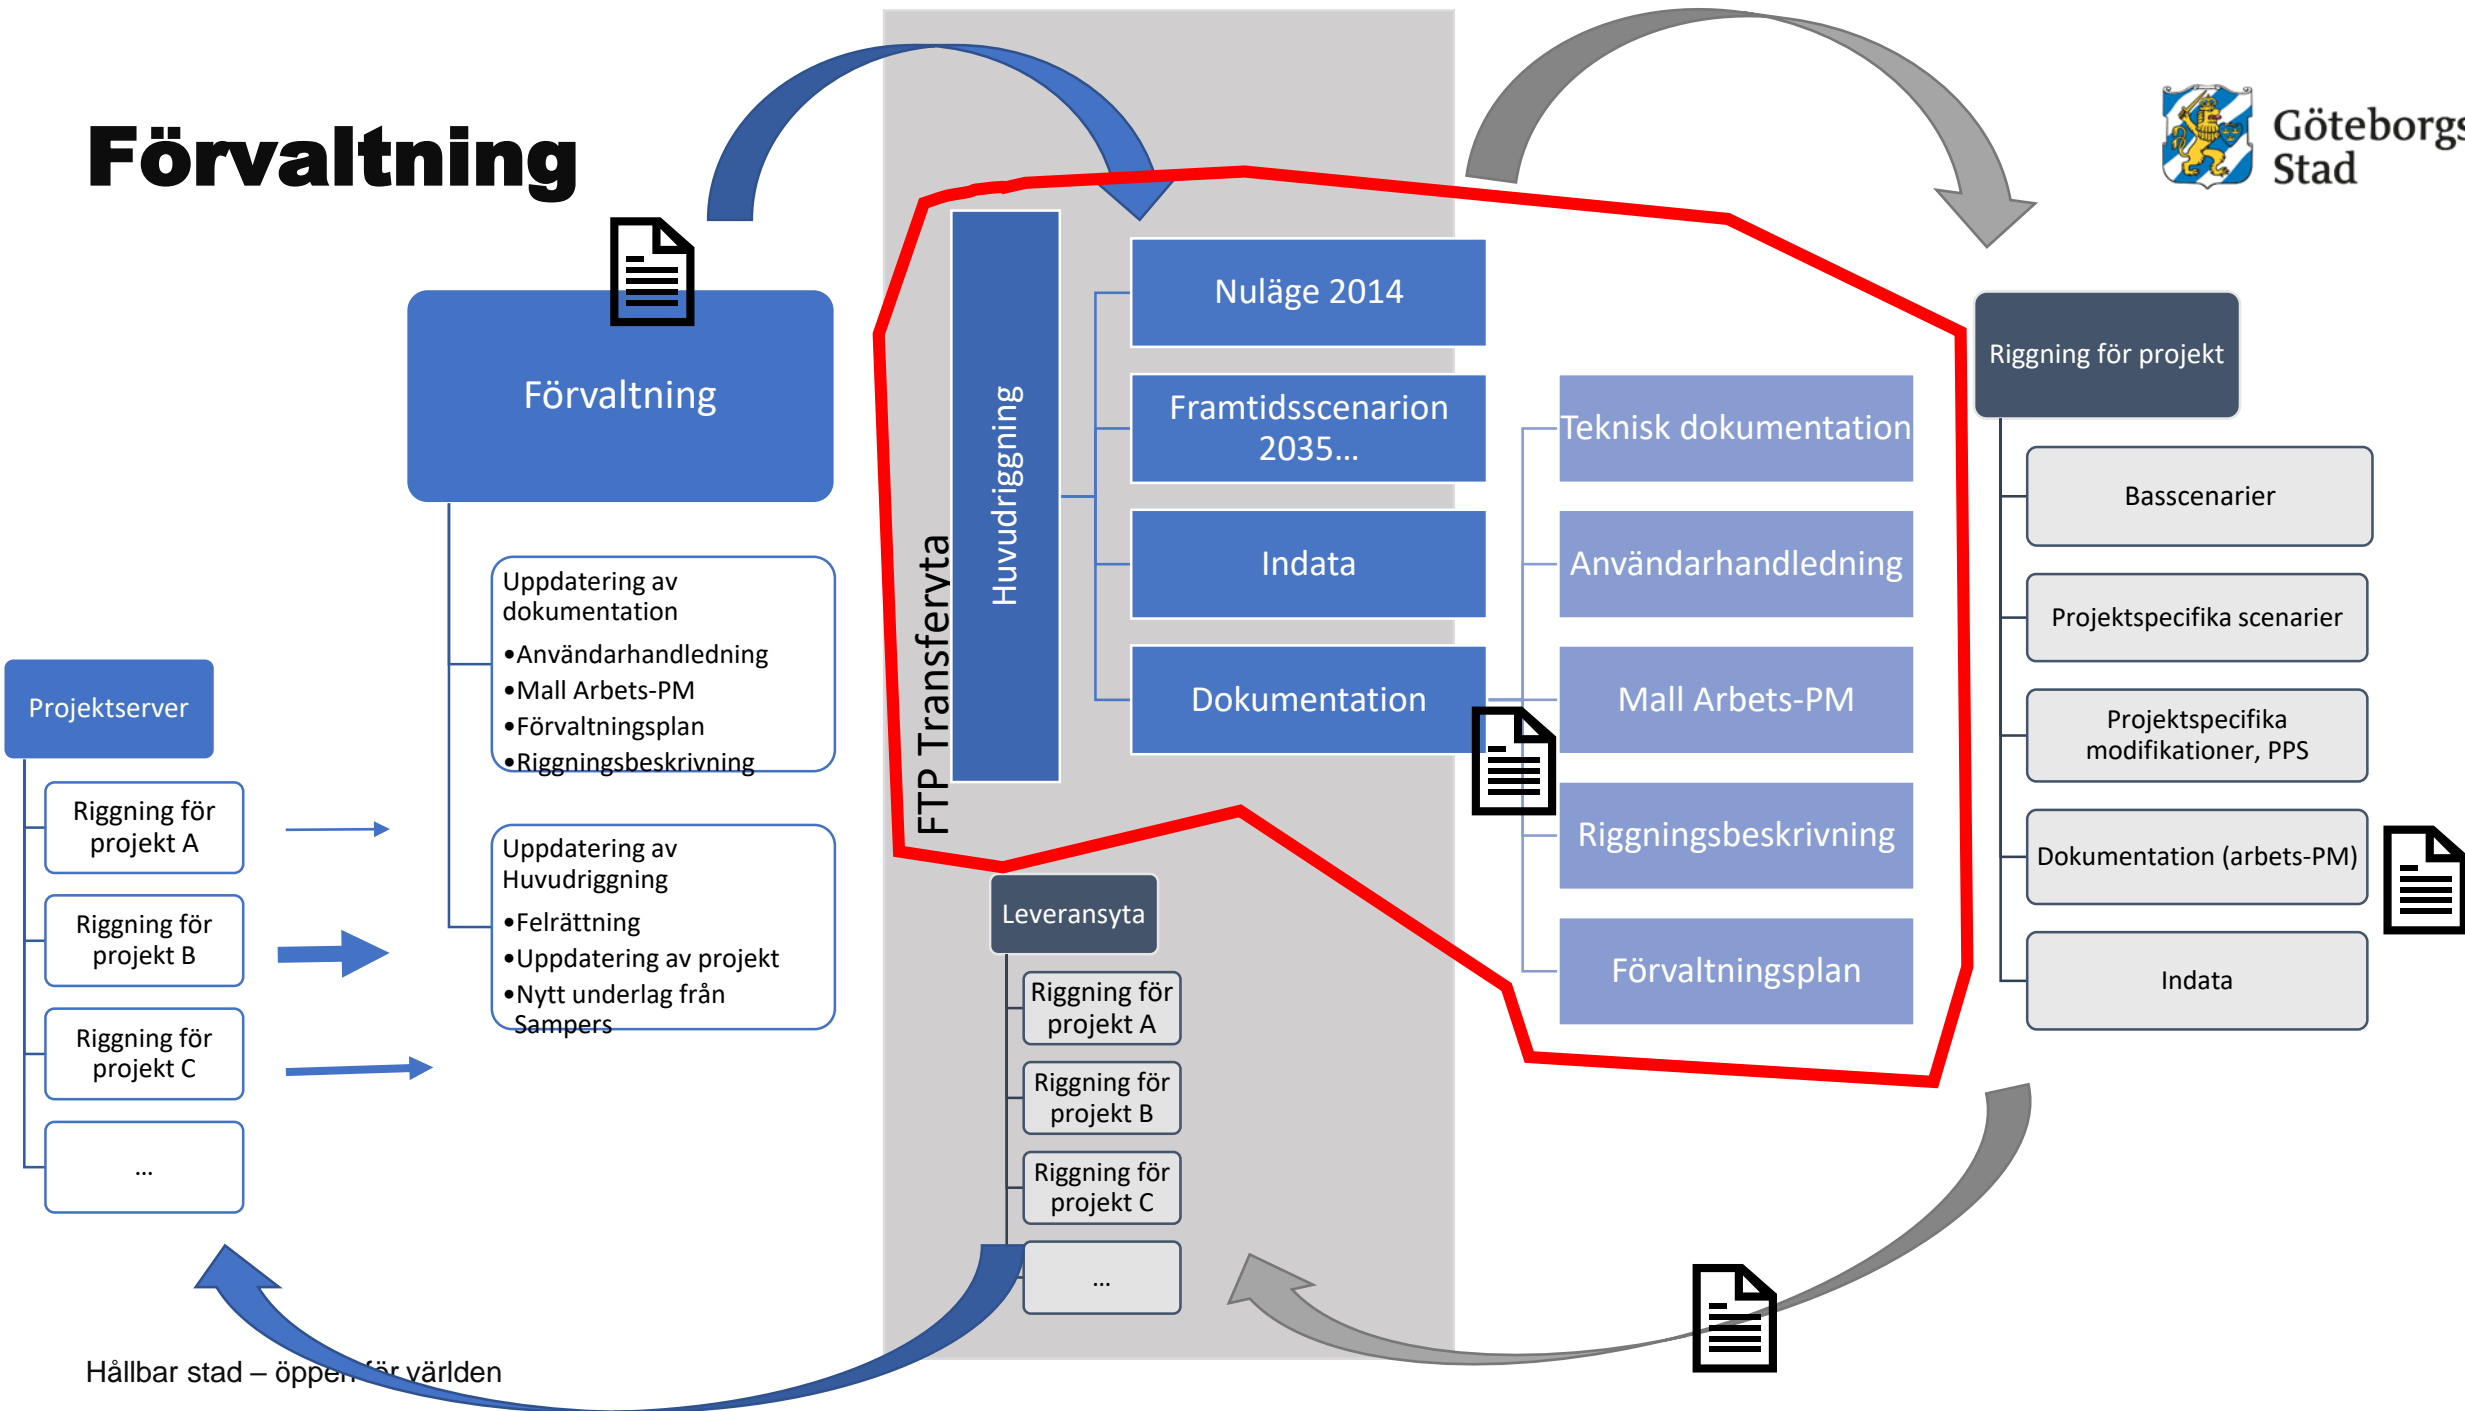 Förvaltning
Göteborgs
Stad
Förvaltning
Uppdatering av
dokumentation
•Användarhandledning
•Mall Arbets-PM
•Förvaltningsplan
•Riggningsbeskrivning
Uppdatering av
Huvudriggning
•Felrättning
•Uppdatering av projekt
•Nytt underlag från
Sampers
Projektserver
Riggning för
projekt A
Riggning för
projekt B
Riggning för
projekt C
...
FTP Transferyta
Huvudriggning
Nuläge 2014
Framtidsscenarion
2035...
Indata
Dokumentation
Teknisk dokumentation
Användarhandledning
Mall Arbets-PM
Riggningsbeskrivning
Förvaltningsplan
Leveransyta
Riggning för
projekt A
Riggning för
projekt B
Riggning för
projekt C
...
Riggning för projekt
Basscenarier
Projektspecifika scenarier
Projektspecifika
modifikationer, PPS
Dokumentation (arbets-PM)
Indata
Hållbar stad – öppen för världen